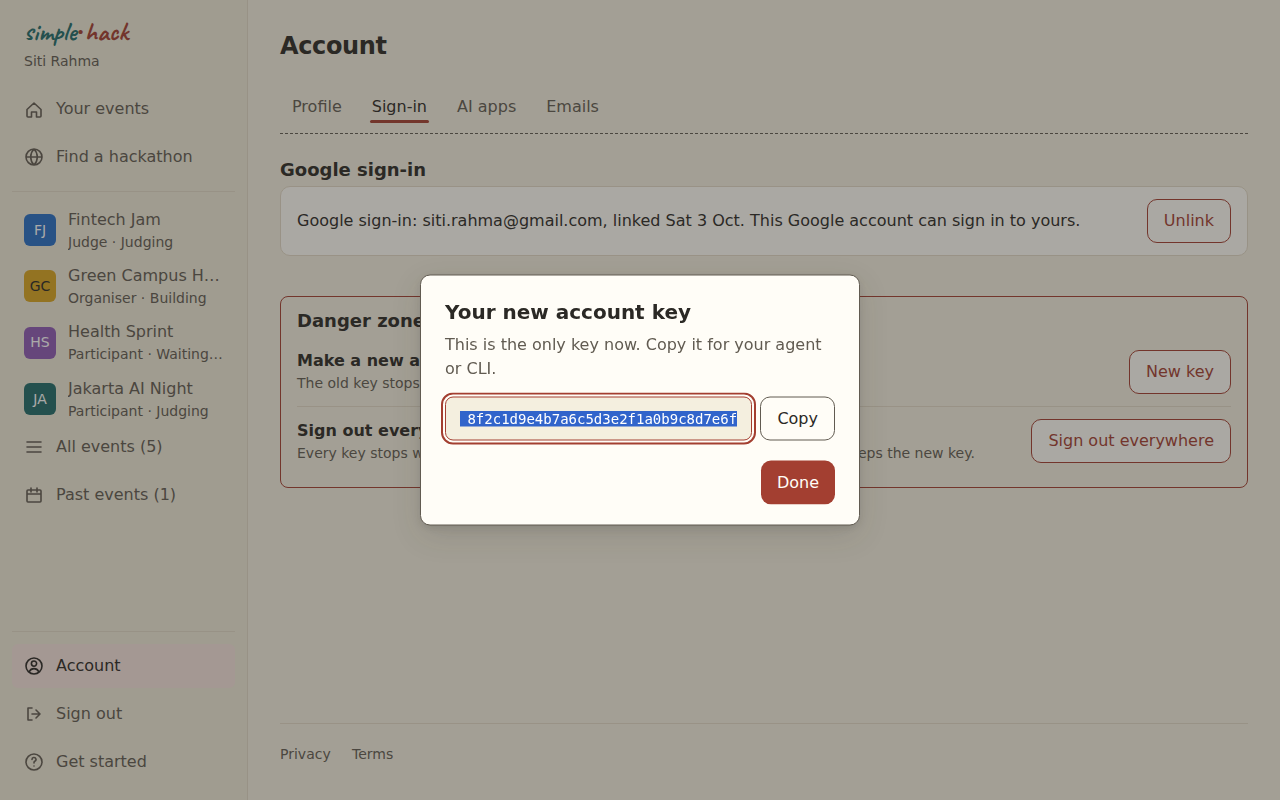 simple·hack
Siti Rahma
Your events
Find a hackathon
FJ
Fintech Jam
Judge · Judging
GC
Green Campus H…
Organiser · Building
HS
Health Sprint
Participant · Waiting…
JA
Jakarta AI Night
Participant · Judging
All events (5)
Past events (1)
Account
Sign out
Get started
Account
Profile
Sign-in
AI apps
Emails
Google sign-in
Google sign-in: siti.rahma@gmail.com, linked Sat 3 Oct. This Google account can sign in to yours.
Unlink
Danger zone
Make a new a
The old key stops
New key
Sign out every
Every key stops w
eps the new key.
Sign out everywhere
Your new account key
This is the only key now. Copy it for your agent
or CLI.
8f2c1d9e4b7a6c5d3e2f1a0b9c8d7e6f
Copy
Done
Privacy
Terms